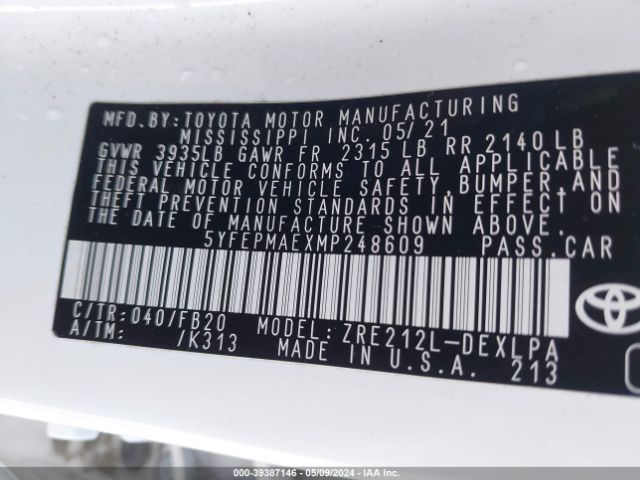 MFD.BY: TOYOTA MOTOR MANUFACTURING
MISSISSIPPI INC. 05/21
GVWR 3935LB GAWR FR 2315 LB RR 2140 LB
THIS VEHICLE CONFORMS TO ALL APPLICABLE
FEDERAL MOTOR VEHICLE SAFETY,BUMPER,AND
THEFT PREVENTION STANDARDS IN EFFECT ON
THE DATE OF MANUFACTURE SHOWN ABOVE.
5YFEPMAEXMP248609 PASS.CAR
C/TR: 040/FB20 MODEL: ZRE212L-DEXLPA
A/TM: /K313 MADE IN U.S.A. 213
000-39387146 - 05/09/2024 - IAA Inc.